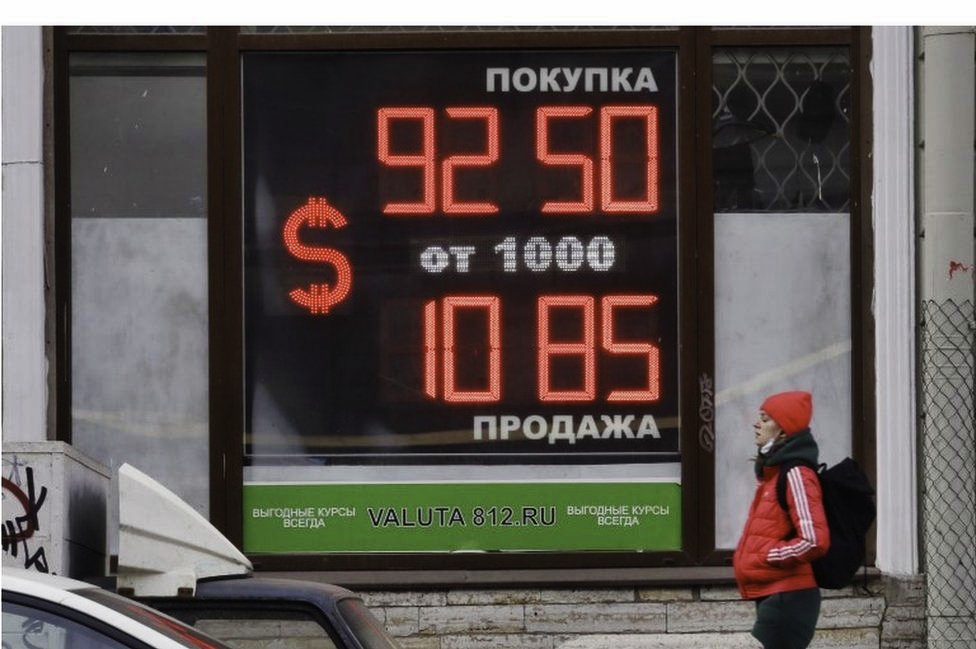 ПОКУПКА
92 50
$
от 1000
10 85
ПРОДАЖА
ВЫГОДНЫЕ КУРСЫ
ВСЕГДА
VALUTA 812.RU
ВЫГОДНЫЕ КУРСЫ
ВСЕГДА